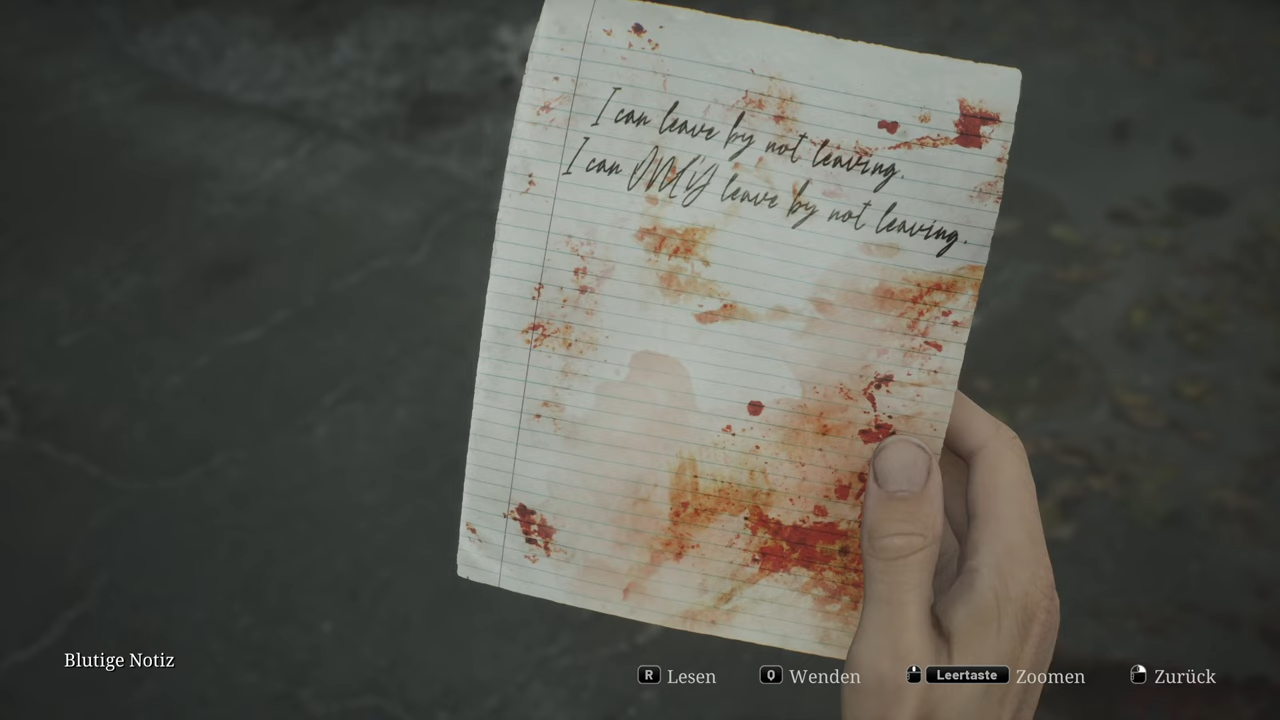 I can leave by not leaving.
I can ONLY leave by not leaving.
Blutige Notiz
R Lesen
Q Wenden
Leertaste Zoomen
Zurück